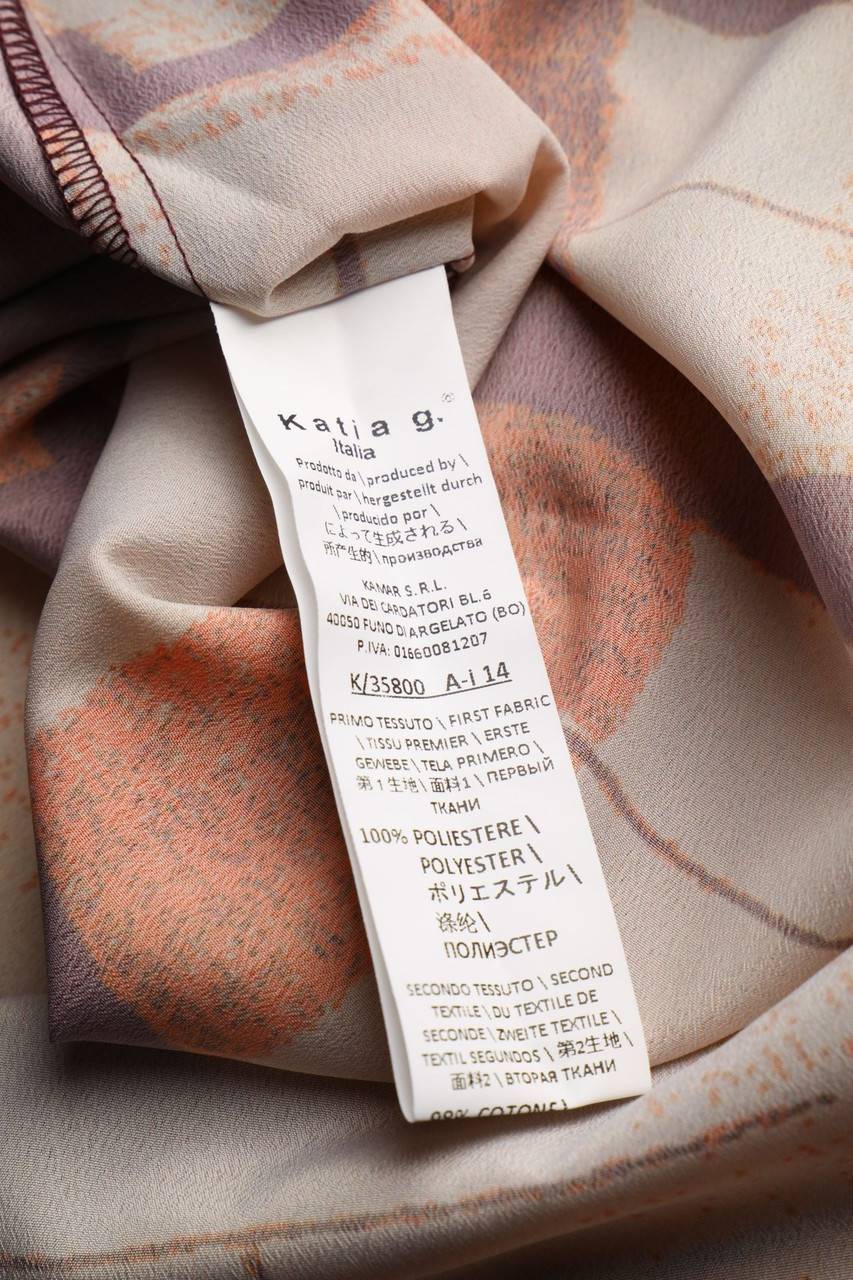 Katia g.®
Italia
Prodotto da \ produced by \
produit par \ hergestellt durch
\ producido por \
によって生成される \
所产生的 \ производства
KAMAR S.R.L.
VIA DEI CARDATORI BL.6
40050 FUNO DI ARGELATO (BO)
P.IVA: 01660081207
K/35800 A-i 14
PRIMO TESSUTO \ FIRST FABRIC
\ TISSU PREMIER \ ERSTE
GEWEBE \ TELA PRIMERO \
第1生地 \ 面料1 \ ПЕРВЫЙ
ТКАНИ
100% POLIESTERE \
POLYESTER \
ポリエステル \
涤纶 \
ПОЛИЭСТЕР
SECONDO TESSUTO \ SECOND
TEXTILE \ DU TEXTILE DE
SECONDE \ ZWEITE TEXTILE \
TEXTIL SEGUNDOS \ 第2生地 \
面料2 \ ВТОРАЯ ТКАНИ